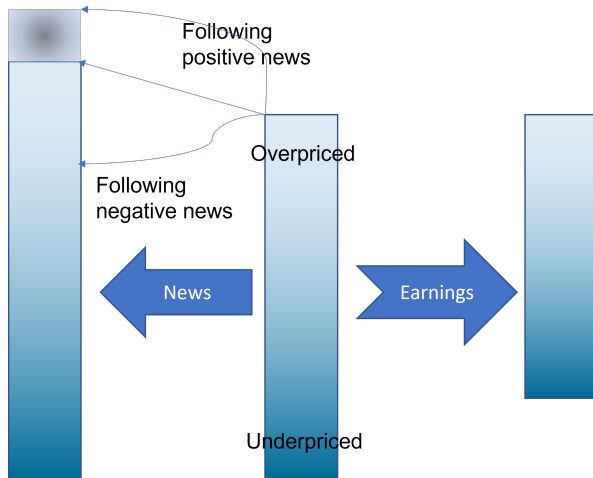 Following
positive news
Overpriced
Following
negative news
News
Earnings
Underpriced